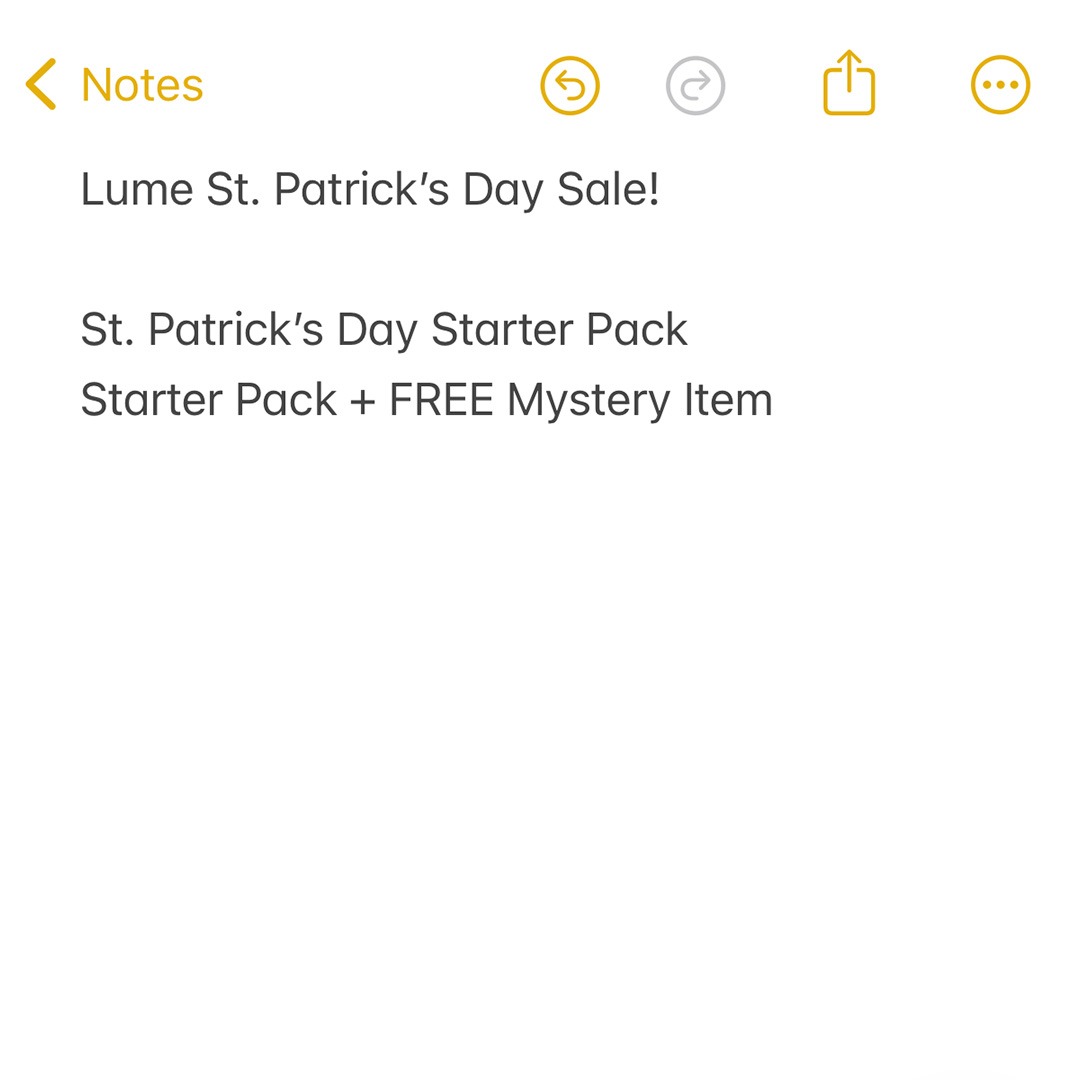 Notes
Lume St. Patrick’s Day Sale!
St. Patrick’s Day Starter Pack
Starter Pack + FREE Mystery Item